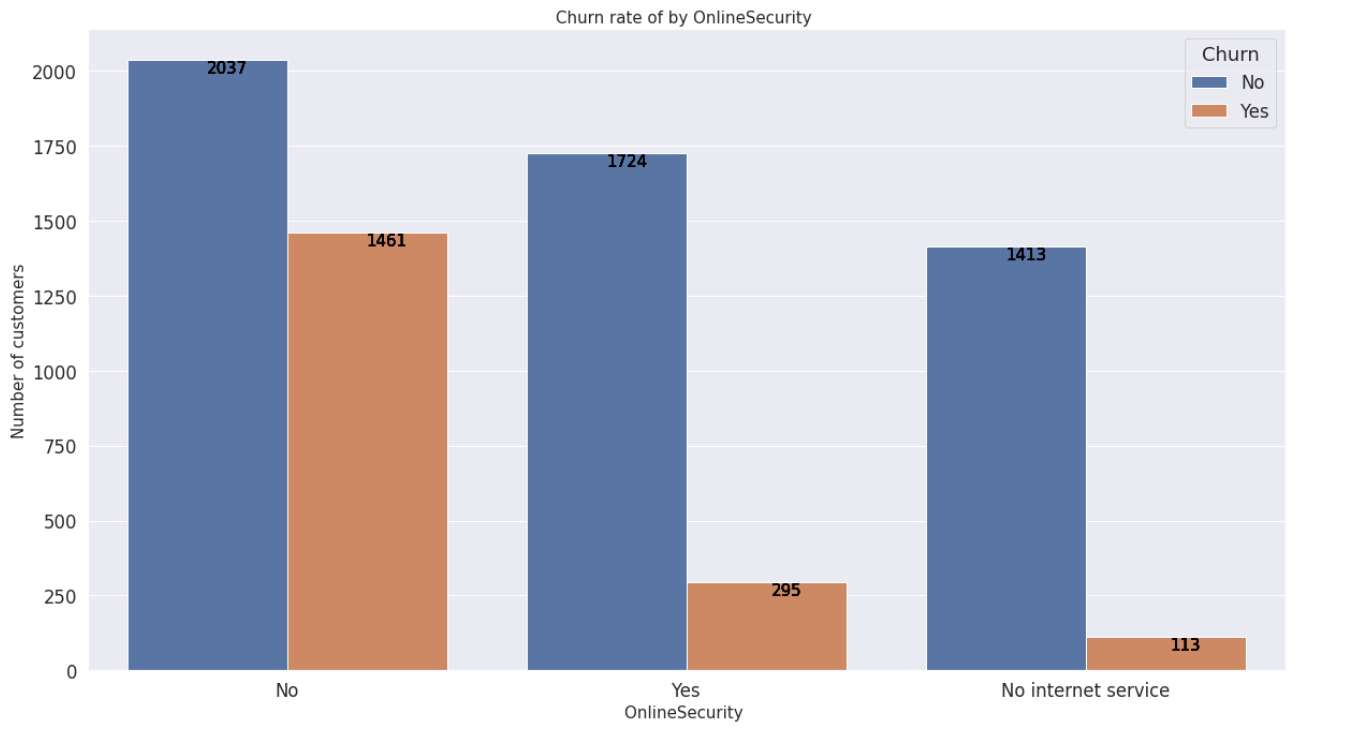 Churn rate of by OnlineSecurity
Churn
No
Yes
Number of customers
2000
1750
1500
1250
1000
750
500
250
0
2037
1461
1724
295
1413
113
No
Yes
No internet service
OnlineSecurity